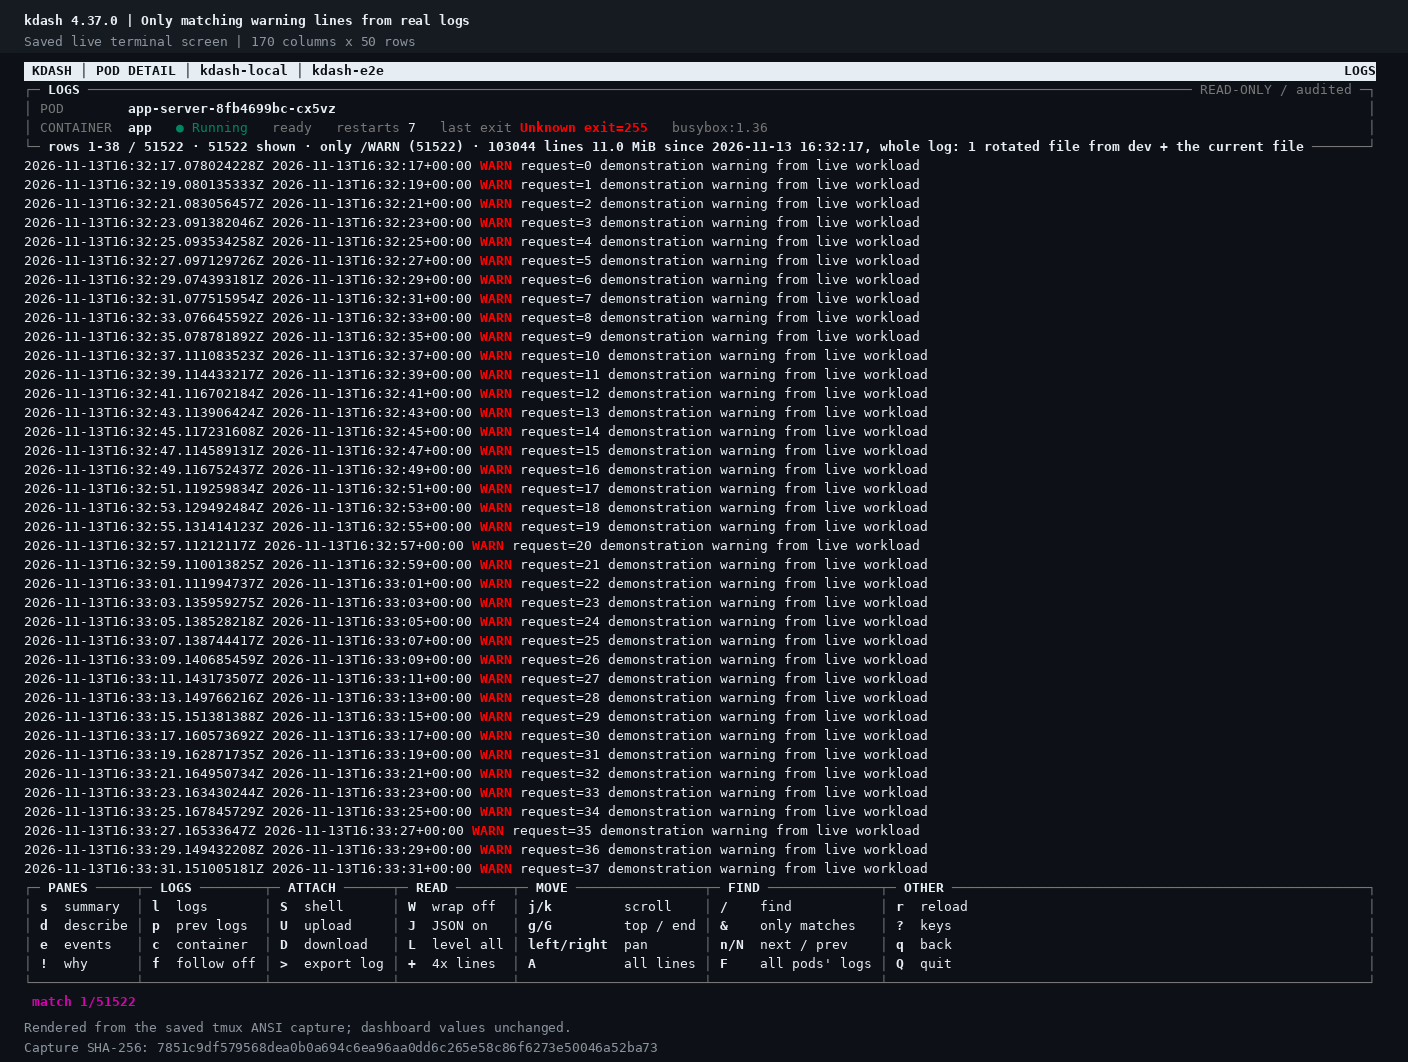 kdash 4.37.0 | Only matching warning lines from real logs
Saved live terminal screen | 170 columns x 50 rows
KDASH │ POD DETAIL │ kdash-local │ kdash-e2e LOGS
LOGS READ-ONLY / audited
POD app-server-8fb4699bc-cx5vz
CONTAINER app ● Running ready restarts 7 last exit Unknown exit=255 busybox:1.36
rows 1-38 / 51522 · 51522 shown · only /WARN (51522) · 103044 lines 11.0 MiB since 2026-11-13 16:32:17, whole log: 1 rotated file from dev + the current file
2026-11-13T16:32:17.078024228Z 2026-11-13T16:32:17+00:00 WARN request=0 demonstration warning from live workload
2026-11-13T16:32:19.080135333Z 2026-11-13T16:32:19+00:00 WARN request=1 demonstration warning from live workload
2026-11-13T16:32:21.083056457Z 2026-11-13T16:32:21+00:00 WARN request=2 demonstration warning from live workload
2026-11-13T16:32:23.091382046Z 2026-11-13T16:32:23+00:00 WARN request=3 demonstration warning from live workload
2026-11-13T16:32:25.093534258Z 2026-11-13T16:32:25+00:00 WARN request=4 demonstration warning from live workload
2026-11-13T16:32:27.097129726Z 2026-11-13T16:32:27+00:00 WARN request=5 demonstration warning from live workload
2026-11-13T16:32:29.074393181Z 2026-11-13T16:32:29+00:00 WARN request=6 demonstration warning from live workload
2026-11-13T16:32:31.077515954Z 2026-11-13T16:32:31+00:00 WARN request=7 demonstration warning from live workload
2026-11-13T16:32:33.076645592Z 2026-11-13T16:32:33+00:00 WARN request=8 demonstration warning from live workload
2026-11-13T16:32:35.078781892Z 2026-11-13T16:32:35+00:00 WARN request=9 demonstration warning from live workload
2026-11-13T16:32:37.111083523Z 2026-11-13T16:32:37+00:00 WARN request=10 demonstration warning from live workload
2026-11-13T16:32:39.114433217Z 2026-11-13T16:32:39+00:00 WARN request=11 demonstration warning from live workload
2026-11-13T16:32:41.116702184Z 2026-11-13T16:32:41+00:00 WARN request=12 demonstration warning from live workload
2026-11-13T16:32:43.113906424Z 2026-11-13T16:32:43+00:00 WARN request=13 demonstration warning from live workload
2026-11-13T16:32:45.117231608Z 2026-11-13T16:32:45+00:00 WARN request=14 demonstration warning from live workload
2026-11-13T16:32:47.114589131Z 2026-11-13T16:32:47+00:00 WARN request=15 demonstration warning from live workload
2026-11-13T16:32:49.116752437Z 2026-11-13T16:32:49+00:00 WARN request=16 demonstration warning from live workload
2026-11-13T16:32:51.119259834Z 2026-11-13T16:32:51+00:00 WARN request=17 demonstration warning from live workload
2026-11-13T16:32:53.129492484Z 2026-11-13T16:32:53+00:00 WARN request=18 demonstration warning from live workload
2026-11-13T16:32:55.131414123Z 2026-11-13T16:32:55+00:00 WARN request=19 demonstration warning from live workload
2026-11-13T16:32:57.11212117Z 2026-11-13T16:32:57+00:00 WARN request=20 demonstration warning from live workload
2026-11-13T16:32:59.110013825Z 2026-11-13T16:32:59+00:00 WARN request=21 demonstration warning from live workload
2026-11-13T16:33:01.111994737Z 2026-11-13T16:33:01+00:00 WARN request=22 demonstration warning from live workload
2026-11-13T16:33:03.135959275Z 2026-11-13T16:33:03+00:00 WARN request=23 demonstration warning from live workload
2026-11-13T16:33:05.138528218Z 2026-11-13T16:33:05+00:00 WARN request=24 demonstration warning from live workload
2026-11-13T16:33:07.138744417Z 2026-11-13T16:33:07+00:00 WARN request=25 demonstration warning from live workload
2026-11-13T16:33:09.140685459Z 2026-11-13T16:33:09+00:00 WARN request=26 demonstration warning from live workload
2026-11-13T16:33:11.143173507Z 2026-11-13T16:33:11+00:00 WARN request=27 demonstration warning from live workload
2026-11-13T16:33:13.149766216Z 2026-11-13T16:33:13+00:00 WARN request=28 demonstration warning from live workload
2026-11-13T16:33:15.151381388Z 2026-11-13T16:33:15+00:00 WARN request=29 demonstration warning from live workload
2026-11-13T16:33:17.160573692Z 2026-11-13T16:33:17+00:00 WARN request=30 demonstration warning from live workload
2026-11-13T16:33:19.162871735Z 2026-11-13T16:33:19+00:00 WARN request=31 demonstration warning from live workload
2026-11-13T16:33:21.164950734Z 2026-11-13T16:33:21+00:00 WARN request=32 demonstration warning from live workload
2026-11-13T16:33:23.163430244Z 2026-11-13T16:33:23+00:00 WARN request=33 demonstration warning from live workload
2026-11-13T16:33:25.167845729Z 2026-11-13T16:33:25+00:00 WARN request=34 demonstration warning from live workload
2026-11-13T16:33:27.16533647Z 2026-11-13T16:33:27+00:00 WARN request=35 demonstration warning from live workload
2026-11-13T16:33:29.149432208Z 2026-11-13T16:33:29+00:00 WARN request=36 demonstration warning from live workload
2026-11-13T16:33:31.151005181Z 2026-11-13T16:33:31+00:00 WARN request=37 demonstration warning from live workload
PANES LOGS ATTACH READ MOVE FIND OTHER
s summary │ l logs │ S shell │ W wrap off │ j/k scroll │ / find │ r reload
d describe │ p prev logs │ U upload │ J JSON on │ g/G top / end │ & only matches │ ? keys
e events │ c container │ D download │ L level all │ left/right pan │ n/N next / prev │ q back
! why │ f follow off │ > export log │ + 4x lines │ A all lines │ F all pods' logs │ Q quit
match 1/51522
Rendered from the saved tmux ANSI capture; dashboard values unchanged.
Capture SHA-256: 7851c9df579568dea0b0a694c6ea96aa0dd6c265e58c86f6273e50046a52ba73